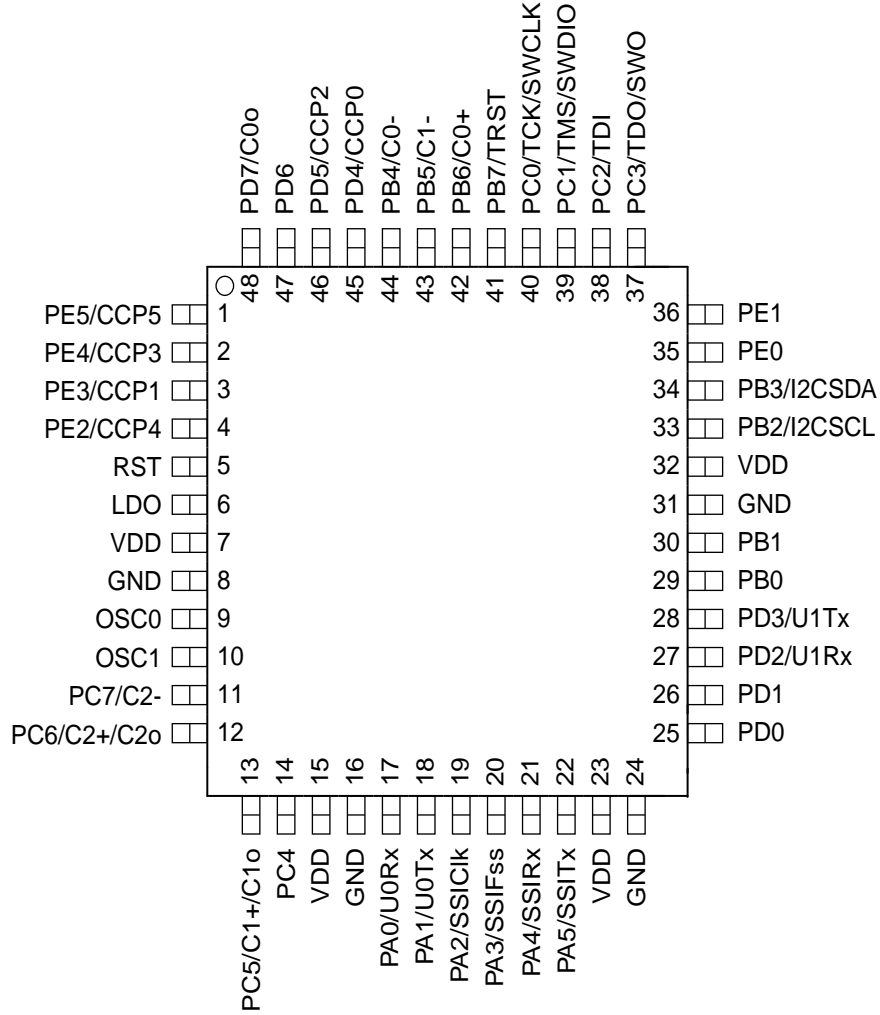 PD7/C0o
PD6
PD5/CCP2
PD4/CCP0
PB4/C0-
PB5/C1-
PB6/C0+
PB7/TRST
PC0/TCK/SWCLK
PC1/TMS/SWDIO
PC2/TDI
PC3/TDO/SWO
48
47
46
45
44
43
42
41
40
39
38
37
PE5/CCP5 1
PE4/CCP3 2
PE3/CCP1 3
PE2/CCP4 4
RST 5
LDO 6
VDD 7
GND 8
OSC0 9
OSC1 10
PC7/C2- 11
PC6/C2+/C2o 12
36 PE1
35 PE0
34 PB3/I2CSDA
33 PB2/I2CSCL
32 VDD
31 GND
30 PB1
29 PB0
28 PD3/U1Tx
27 PD2/U1Rx
26 PD1
25 PD0
13
14
15
16
17
18
19
20
21
22
23
24
PC5/C1+/C1o
PC4
VDD
GND
PA0/U0Rx
PA1/U0Tx
PA2/SSIClk
PA3/SSIFss
PA4/SSIRx
PA5/SSITx
VDD
GND